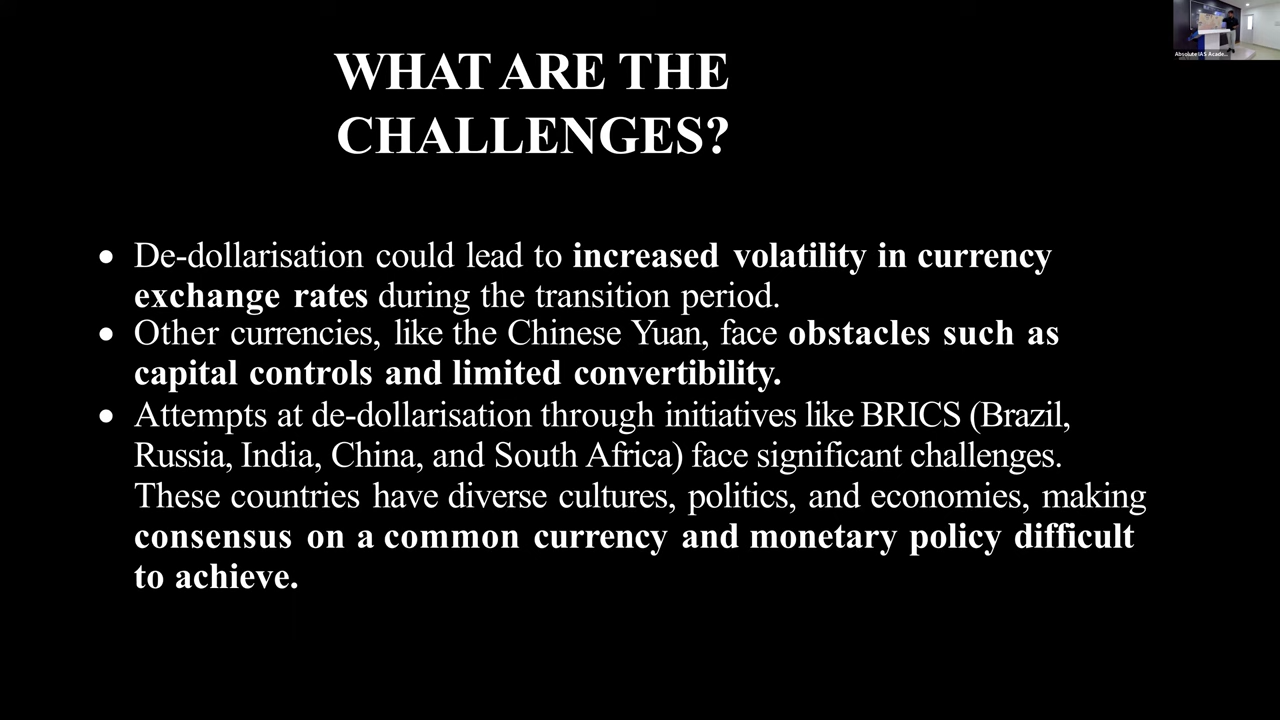 WHAT ARE THE
CHALLENGES?
Absolute IAS Acade...
• De-dollarisation could lead to increased volatility in currency
exchange rates during the transition period.
• Other currencies, like the Chinese Yuan, face obstacles such as
capital controls and limited convertibility.
• Attempts at de-dollarisation through initiatives like BRICS (Brazil,
Russia, India, China, and South Africa) face significant challenges.
These countries have diverse cultures, politics, and economies, making
consensus on a common currency and monetary policy difficult
to achieve.